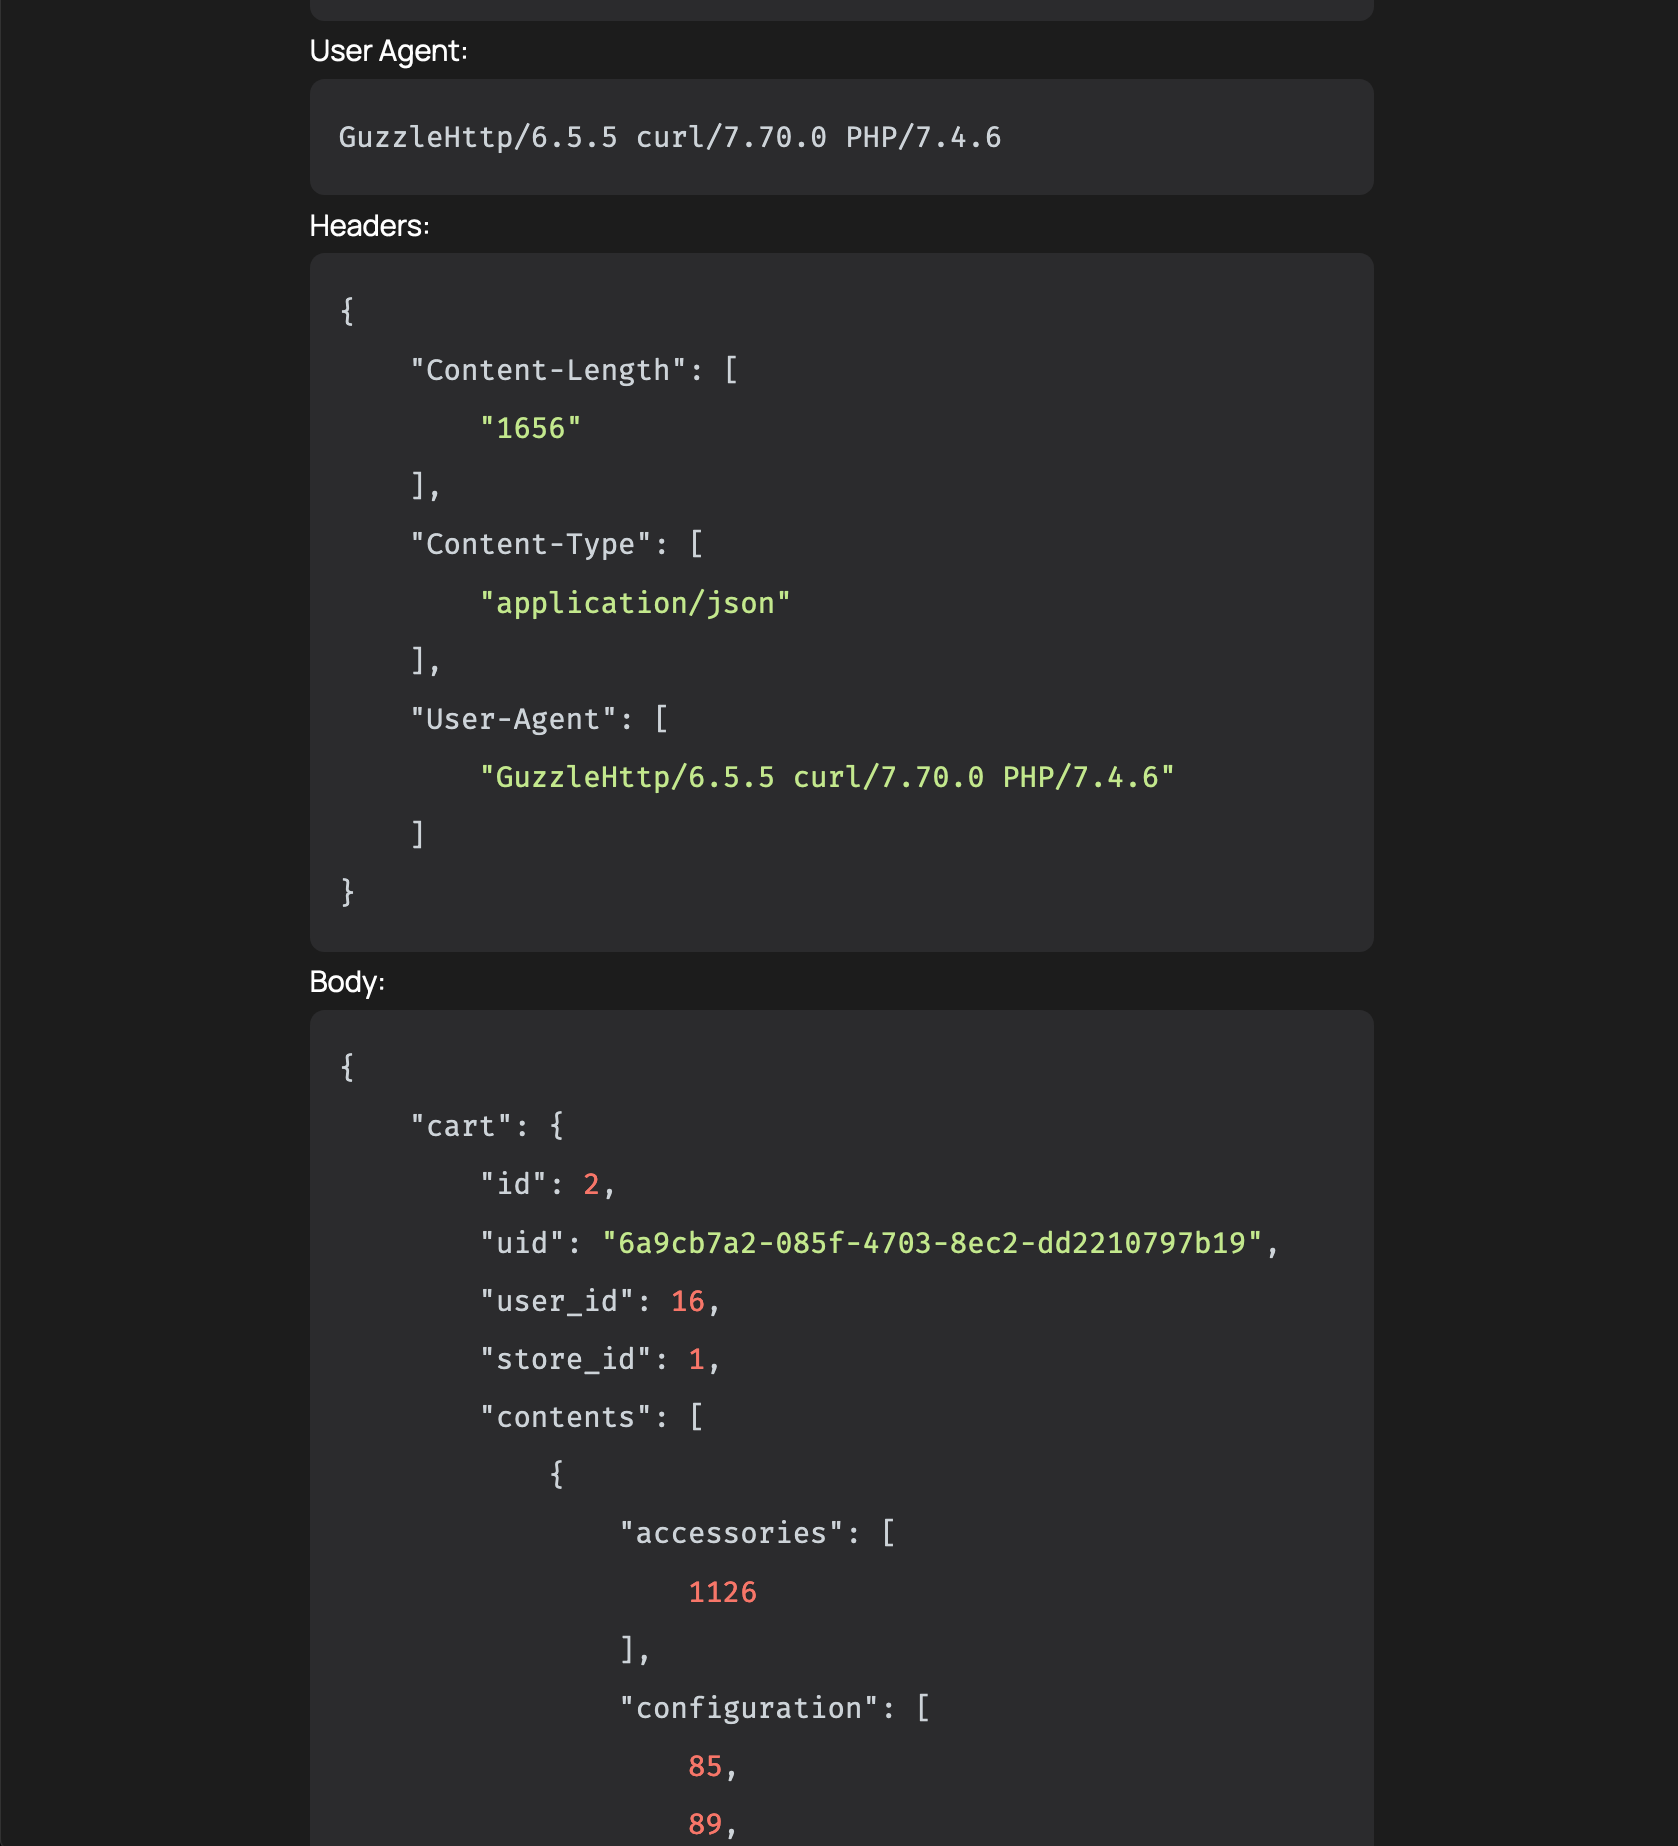 User Agent:
GuzzleHttp/6.5.5 curl/7.70.0 PHP/7.4.6
Headers:
{
    "Content-Length": [
        "1656"
    ],
    "Content-Type": [
        "application/json"
    ],
    "User-Agent": [
        "GuzzleHttp/6.5.5 curl/7.70.0 PHP/7.4.6"
    ]
}
Body:
{
    "cart": {
        "id": 2,
        "uid": "6a9cb7a2-085f-4703-8ec2-dd2210797b19",
        "user_id": 16,
        "store_id": 1,
        "contents": [
            {
                "accessories": [
                    1126
                ],
                "configuration": [
                    85,
                    89,